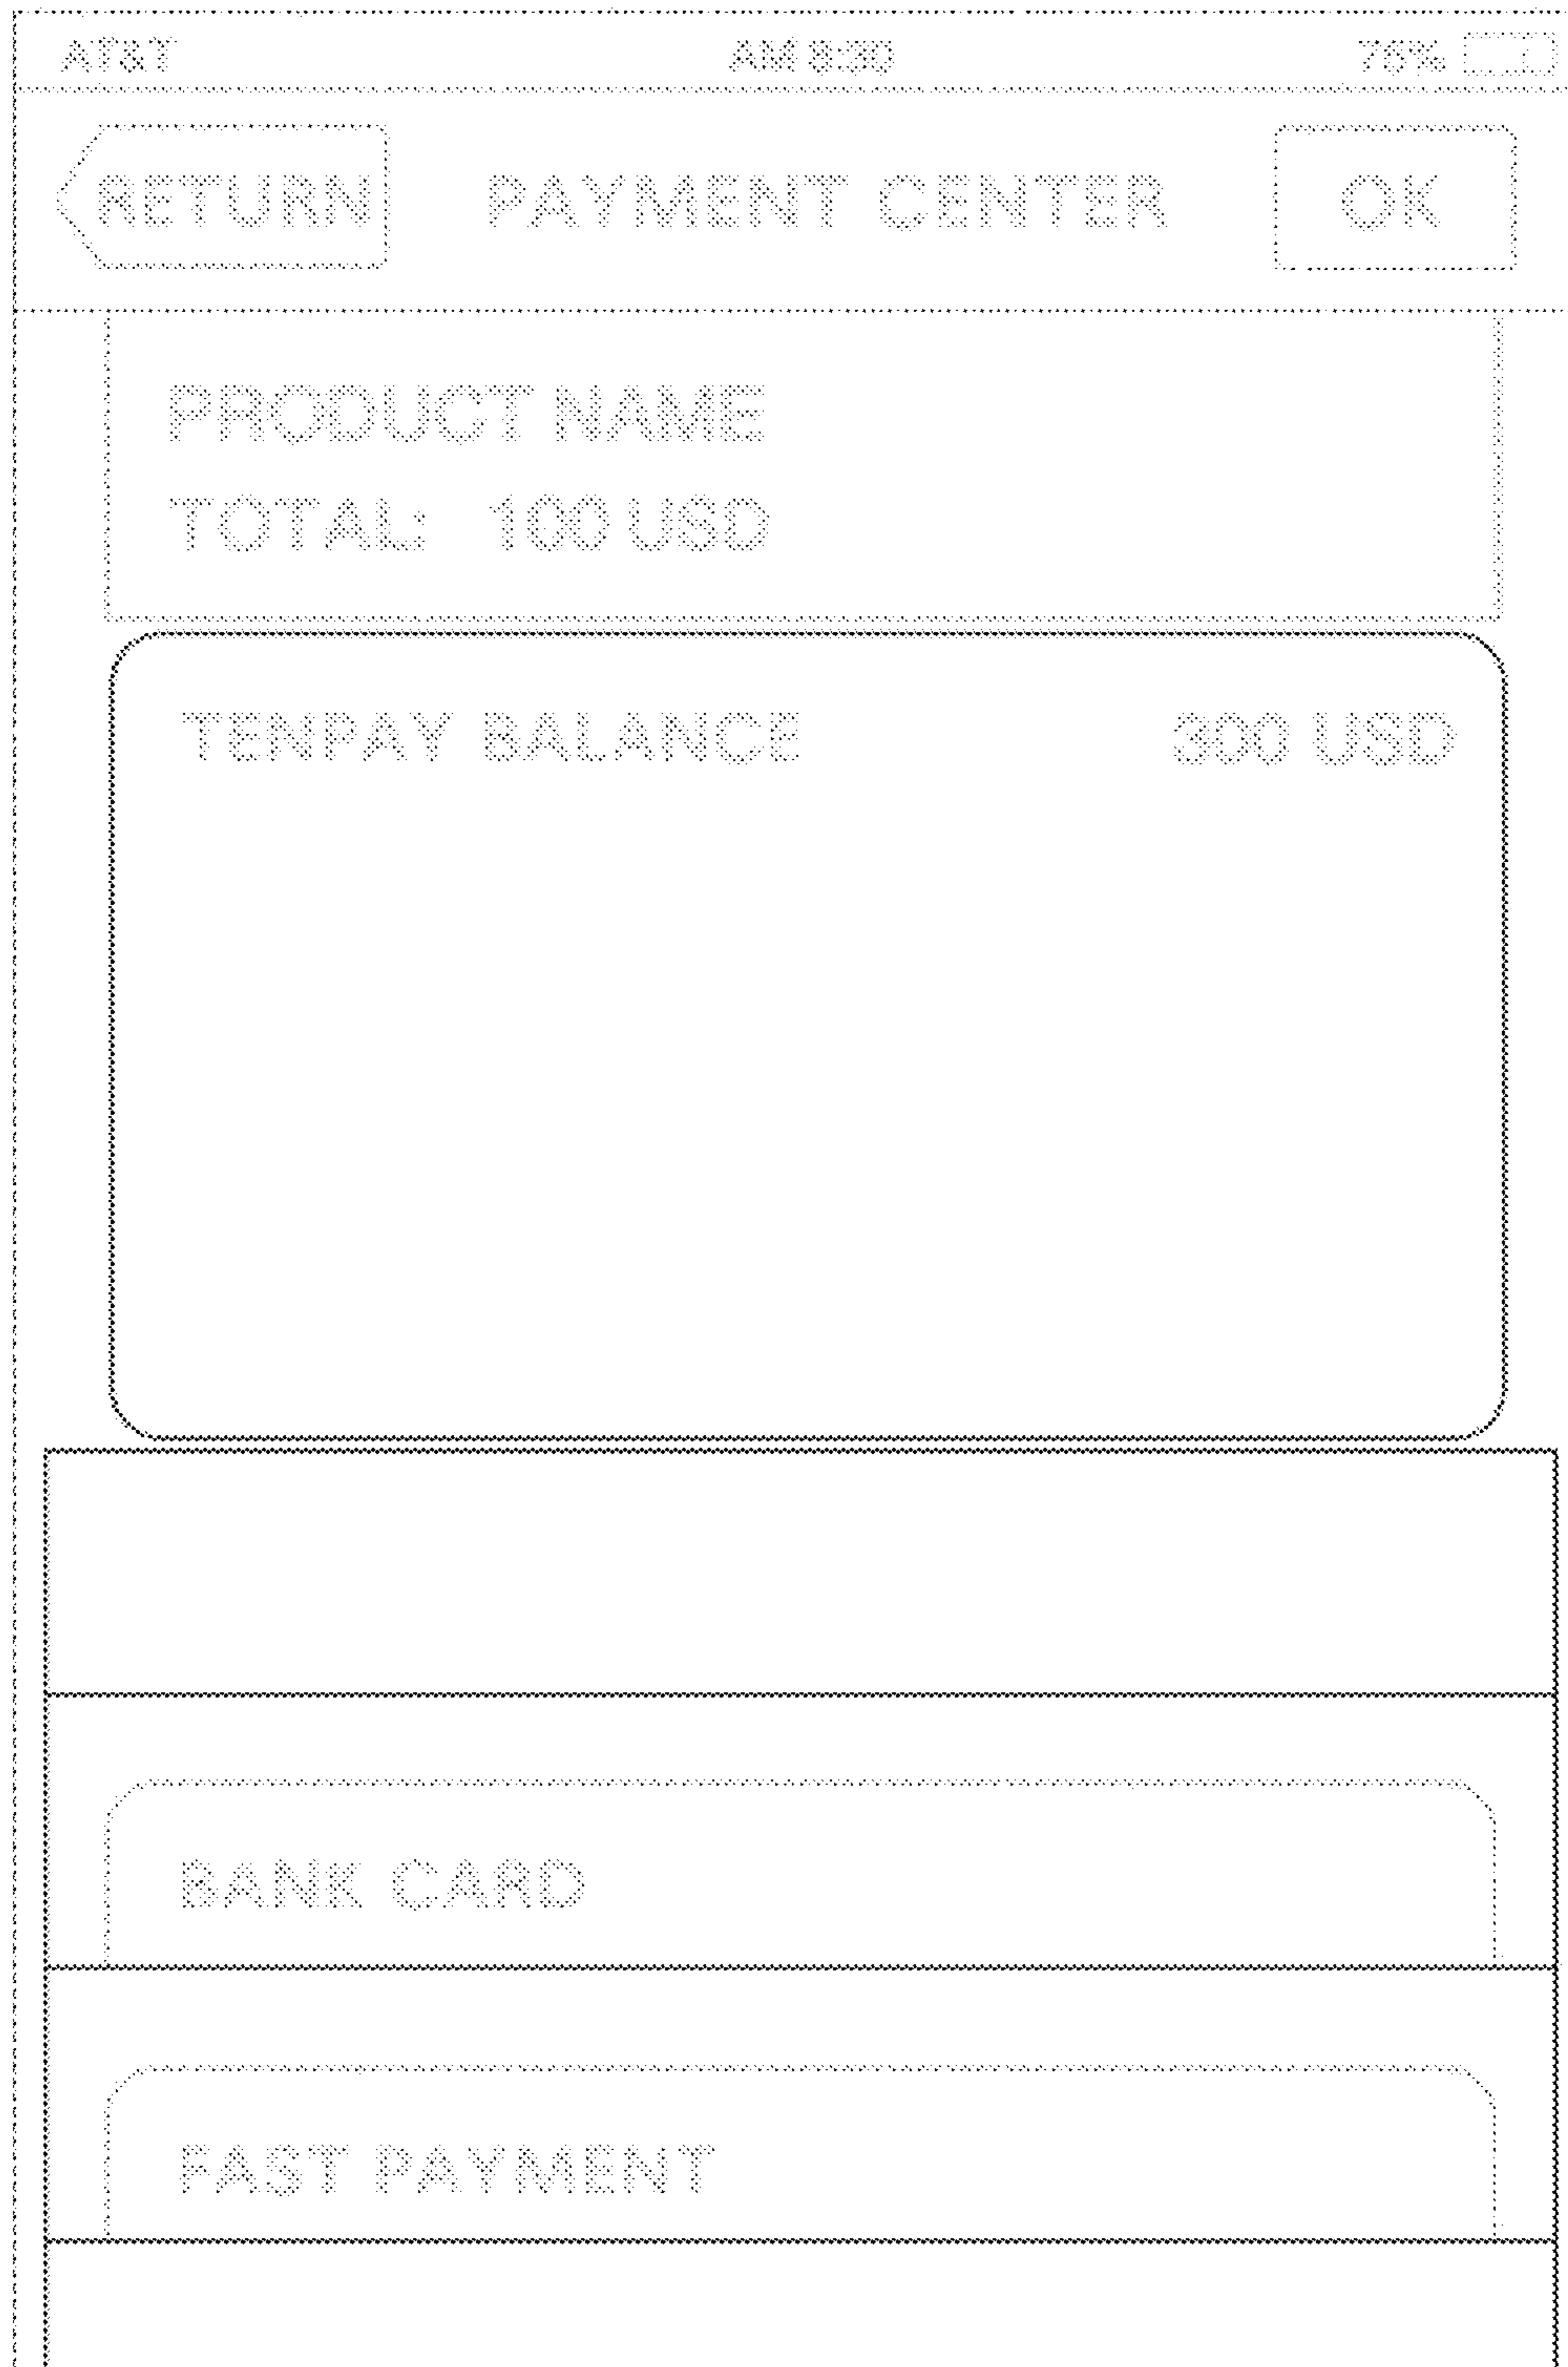 AT&T AM 8:30 76%
RETURN PAYMENT CENTER OK
PRODUCT NAME
TOTAL: 100 USD
TENPAY BALANCE 300 USD
BANK CARD
FAST PAYMENT